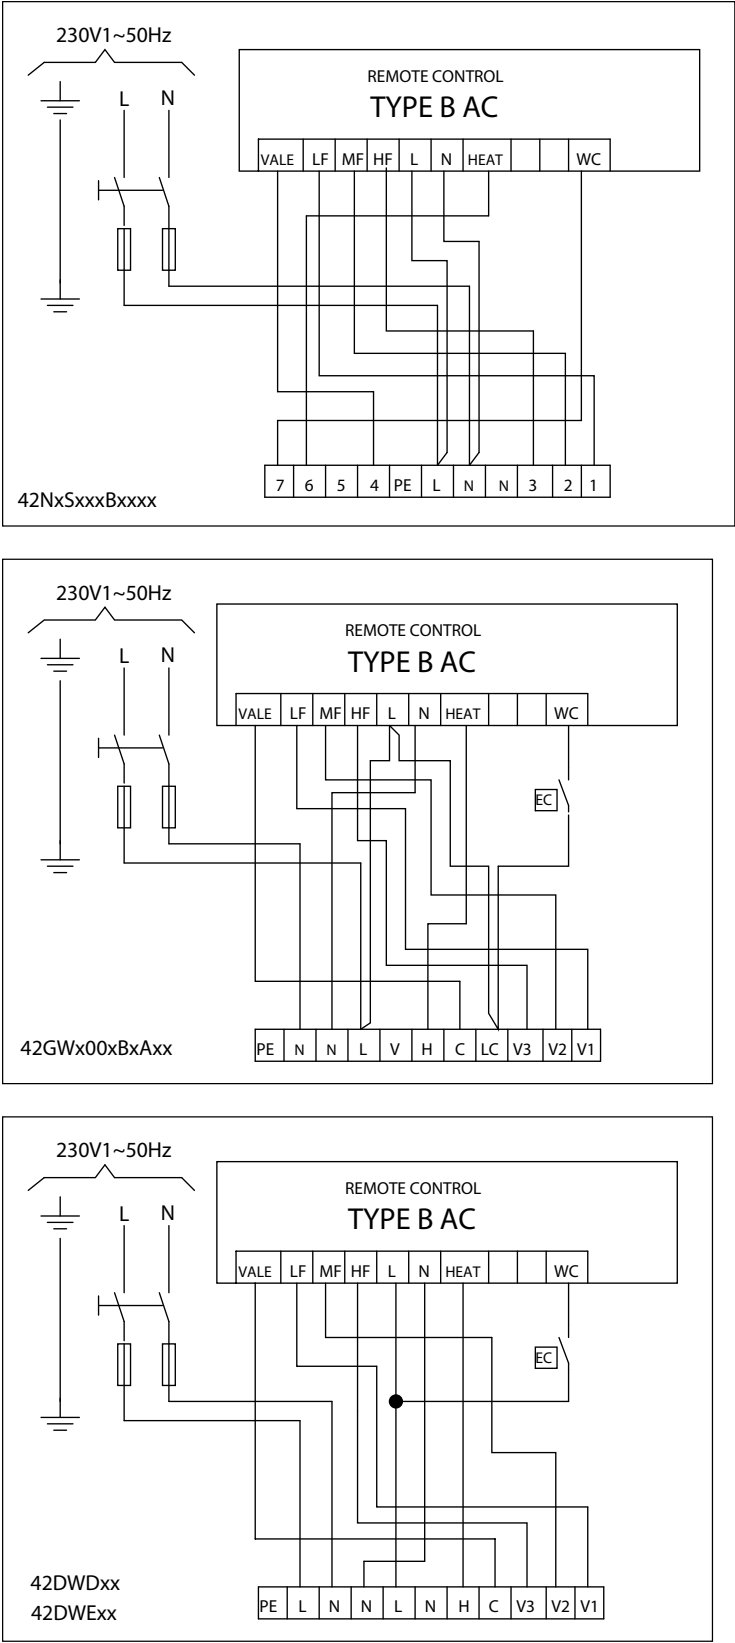 230V1~50Hz
L N
REMOTE CONTROL
TYPE B AC
VALE LF MF HF L N HEAT WC
7 6 5 4 PE L N N 3 2 1
42NxSxxxBxxxx
230V1~50Hz
L N
REMOTE CONTROL
TYPE B AC
VALE LF MF HF L N HEAT WC
EC
PE N N L V H C LC V3 V2 V1
42GWx00xBxAxx
230V1~50Hz
L N
REMOTE CONTROL
TYPE B AC
VALE LF MF HF L N HEAT WC
EC
42DWDxx
PE L N N L N H C V3 V2 V1
42DWExx